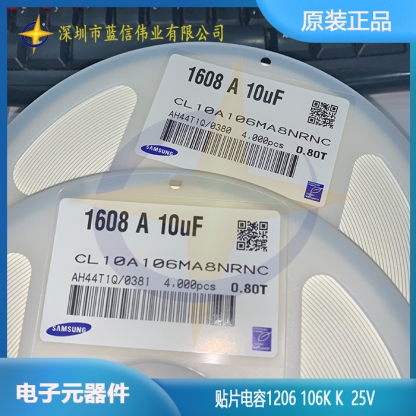 深圳市蓝信伟业有限公司
原装正品
1608 A 10uF
CL10A106MA8NRNC
AH44T1Q/0380 4,000pcs 0.80T
SAMSUNG
1608 A 10uF
CL10A106MA8NRNC
AH44T1Q/0381 4,000pcs 0.80T
SAMSUNG
电子元器件
贴片电容1206 106K K 25V